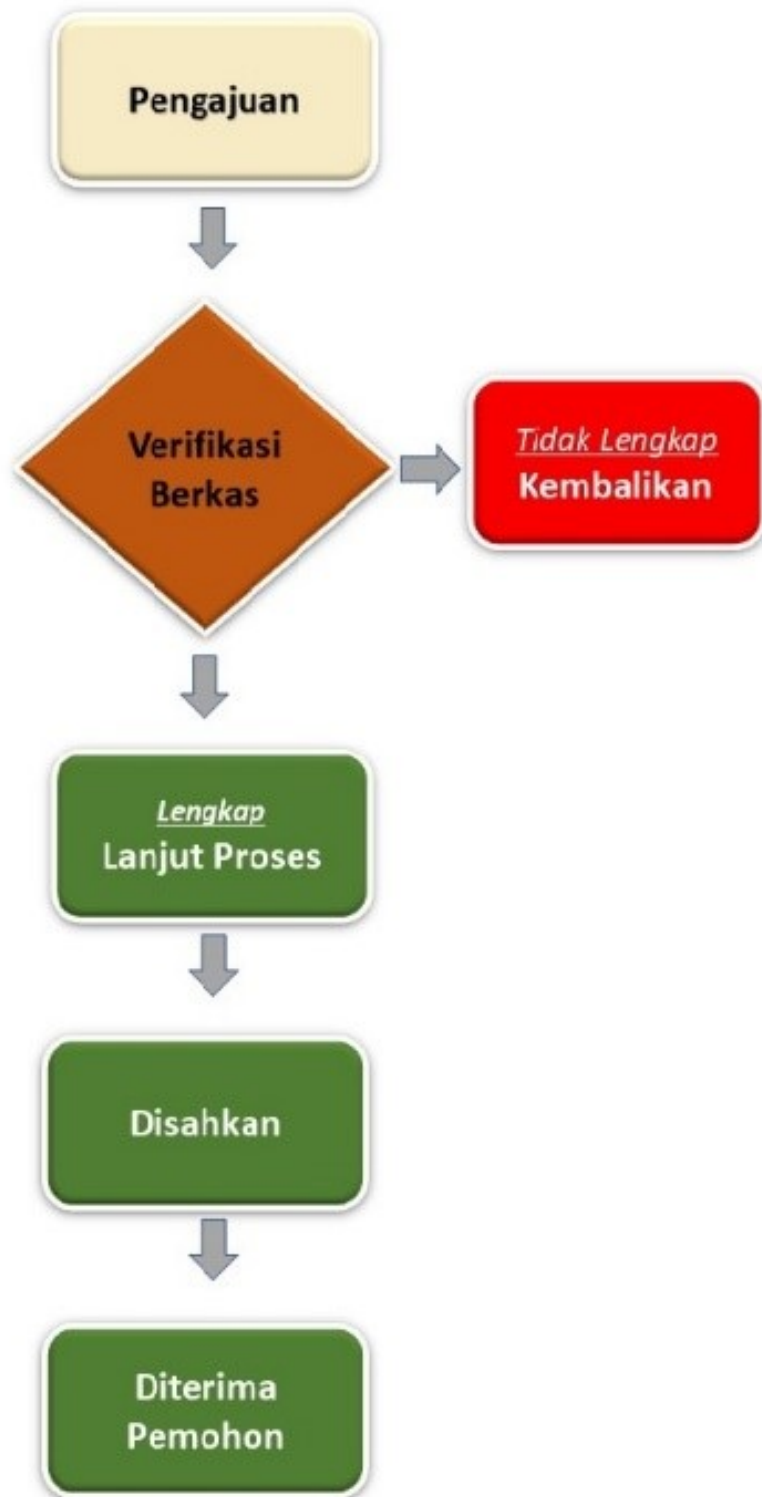 Pengajuan
Verifikasi
Berkas
Tidak Lengkap
Kembalikan
Lengkap
Lanjut Proses
Disahkan
Diterima
Pemohon